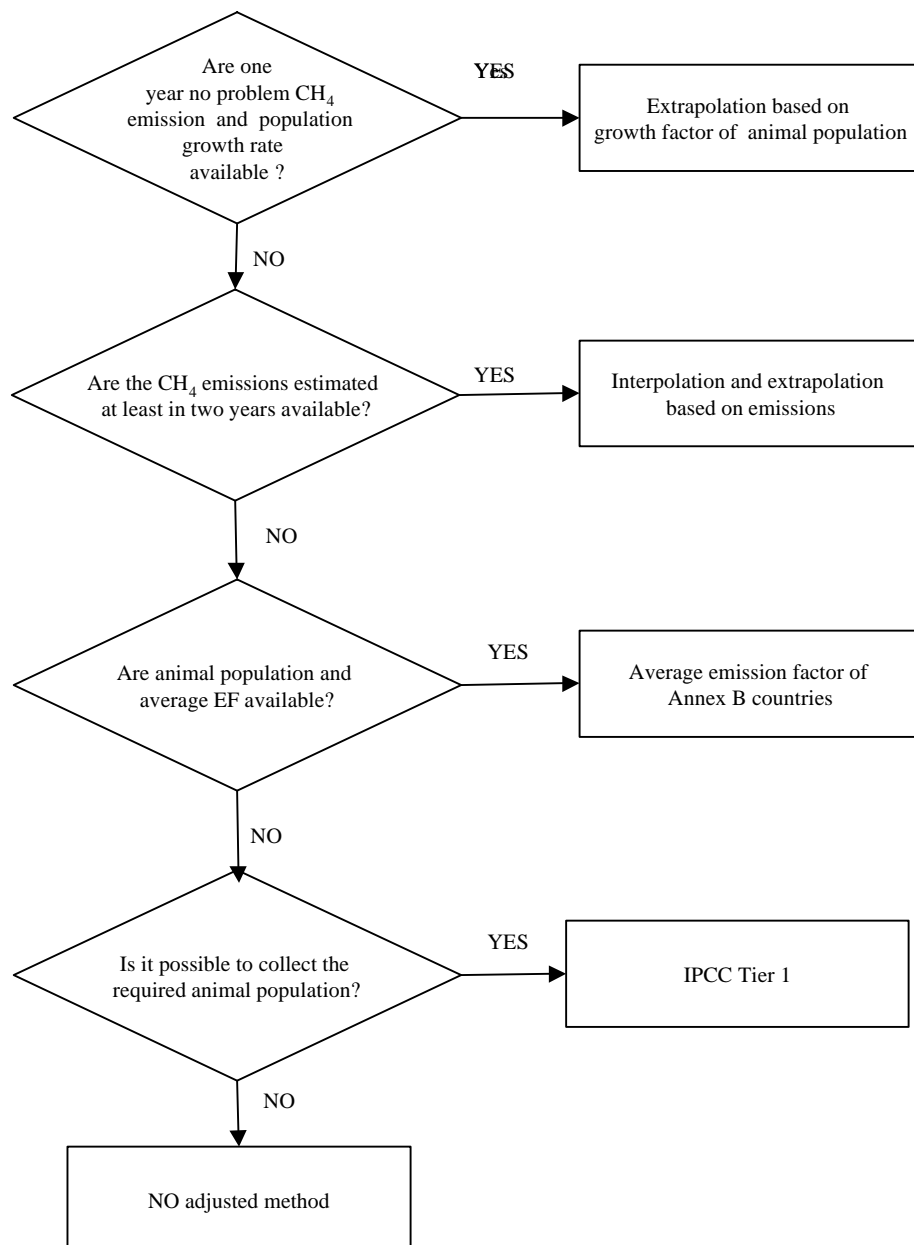 Are one
year no problem CH₄
emission and population
growth rate
available ?
YES
Yes
Extrapolation based on
growth factor of animal population
NO
Are the CH₄ emissions estimated
at least in two years available?
YES
Interpolation and extrapolation
based on emissions
NO
Are animal population and
average EF available?
YES
Average emission factor of
Annex B countries
NO
Is it possible to collect the
required animal population?
YES
IPCC Tier 1
NO
NO adjusted method